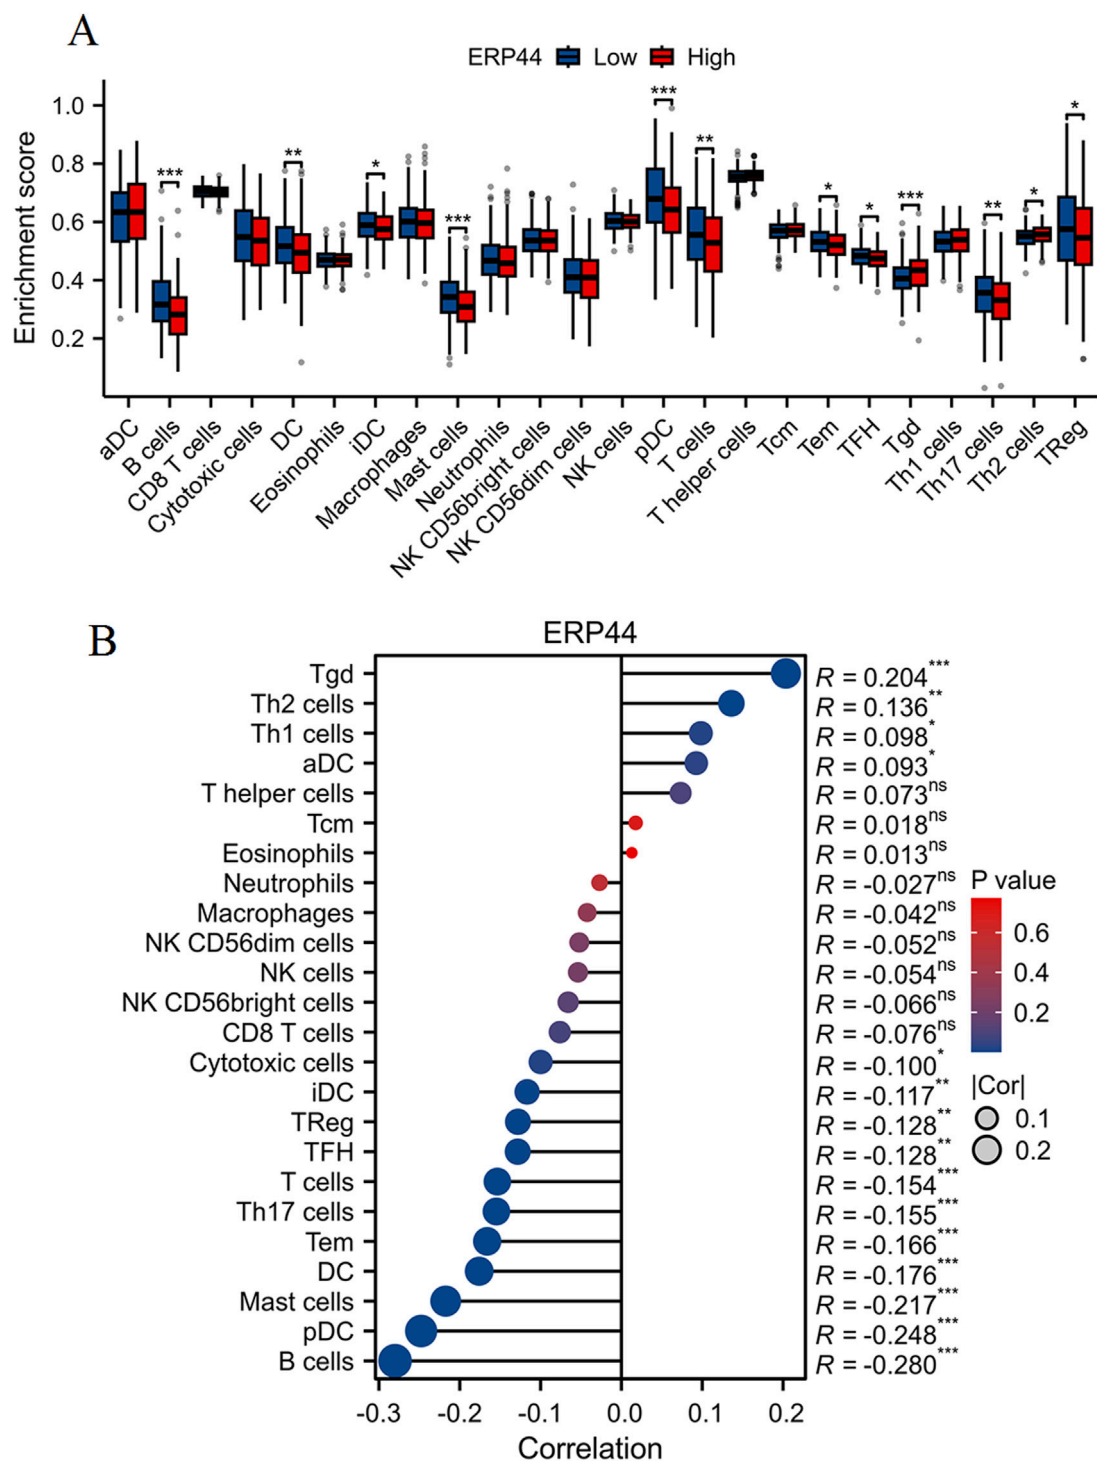 A
ERP44 Low High
*** ** * *** *** ** * * *** ** * *
Enrichment score
1.0
0.8
0.6
0.4
0.2
aDC
B cells
CD8 T cells
Cytotoxic cells
DC
Eosinophils
iDC
Macrophages
Mast cells
Neutrophils
NK CD56bright cells
NK CD56dim cells
NK cells
pDC
T cells
T helper cells
Tcm
Tem
TFH
Tgd
Th1 cells
Th17 cells
Th2 cells
TReg
B
ERP44
Tgd R = 0.204***
Th2 cells R = 0.136**
Th1 cells R = 0.098*
aDC R = 0.093*
T helper cells R = 0.073ns
Tcm R = 0.018ns
Eosinophils R = 0.013ns
Neutrophils R = -0.027ns
Macrophages R = -0.042ns
NK CD56dim cells R = -0.052ns
NK cells R = -0.054ns
NK CD56bright cells R = -0.066ns
CD8 T cells R = -0.076ns
Cytotoxic cells R = -0.100*
iDC R = -0.117**
TReg R = -0.128**
TFH R = -0.128**
T cells R = -0.154***
Th17 cells R = -0.155***
Tem R = -0.166***
DC R = -0.176***
Mast cells R = -0.217***
pDC R = -0.248***
B cells R = -0.280***
-0.3 -0.2 -0.1 0.0 0.1 0.2
Correlation
P value
0.6
0.4
0.2
|Cor|
0.1
0.2